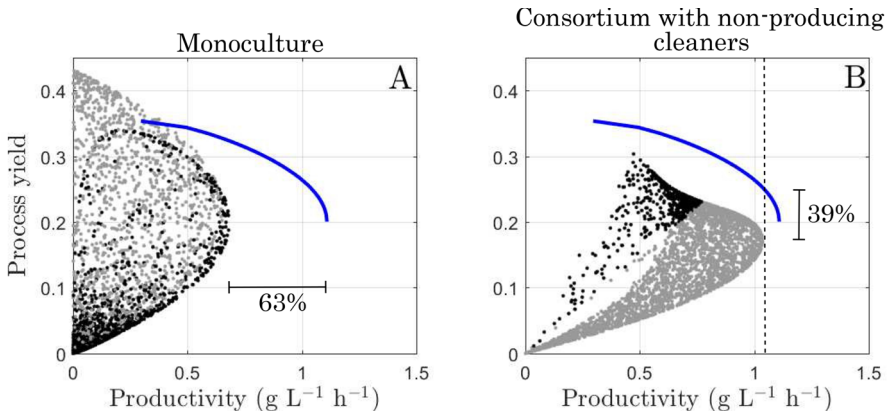 Monoculture
A
Process yield
0.4
0.3
0.2
0.1
0
63%
0
0.5
1
1.5
Productivity (g L⁻¹ h⁻¹)
Consortium with non-producing
cleaners
B
0.4
0.3
0.2
0.1
0
39%
0
0.5
1
1.5
Productivity (g L⁻¹ h⁻¹)